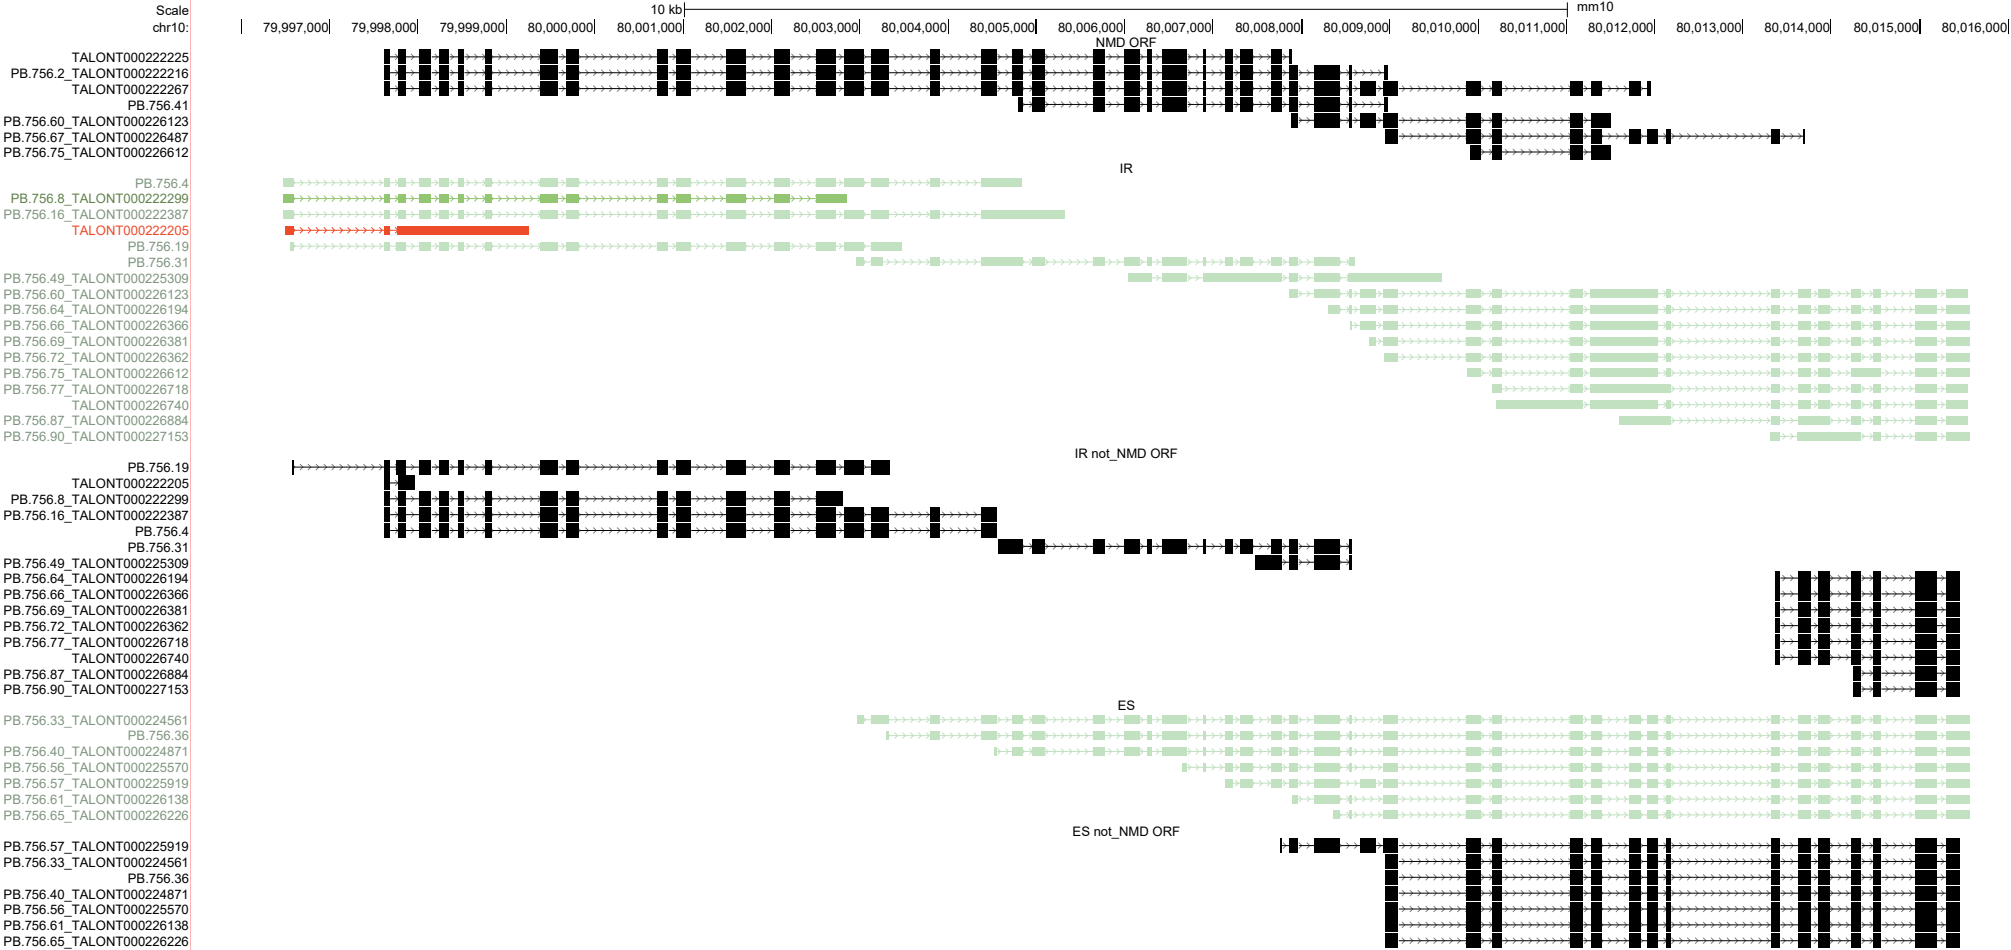 Scale 10 kb mm10
chr10: 79,997,000 79,998,000 79,999,000 80,000,000 80,001,000 80,002,000 80,003,000 80,004,000 80,005,000 80,006,000 80,007,000 80,008,000 80,009,000 80,010,000 80,011,000 80,012,000 80,013,000 80,014,000 80,015,000 80,016,000
NMD ORF
TALONT000222225
PB.756.2_TALONT000222216
TALONT000222267
PB.756.41
PB.756.60_TALONT000226123
PB.756.67_TALONT000226487
PB.756.75_TALONT000226612
IR
PB.756.4
PB.756.8_TALONT000222299
PB.756.16_TALONT000222387
TALONT000222205
PB.756.19
PB.756.31
PB.756.49_TALONT000225309
PB.756.60_TALONT000226123
PB.756.64_TALONT000226194
PB.756.66_TALONT000226366
PB.756.69_TALONT000226381
PB.756.72_TALONT000226362
PB.756.75_TALONT000226612
PB.756.77_TALONT000226718
TALONT000226740
PB.756.87_TALONT000226884
PB.756.90_TALONT000227153
IR not_NMD ORF
PB.756.19
TALONT000222205
PB.756.8_TALONT000222299
PB.756.16_TALONT000222387
PB.756.4
PB.756.31
PB.756.49_TALONT000225309
PB.756.64_TALONT000226194
PB.756.66_TALONT000226366
PB.756.69_TALONT000226381
PB.756.72_TALONT000226362
PB.756.77_TALONT000226718
TALONT000226740
PB.756.87_TALONT000226884
PB.756.90_TALONT000227153
ES
PB.756.33_TALONT000224561
PB.756.36
PB.756.40_TALONT000224871
PB.756.56_TALONT000225570
PB.756.57_TALONT000225919
PB.756.61_TALONT000226138
PB.756.65_TALONT000226226
ES not_NMD ORF
PB.756.57_TALONT000225919
PB.756.33_TALONT000224561
PB.756.36
PB.756.40_TALONT000224871
PB.756.56_TALONT000225570
PB.756.61_TALONT000226138
PB.756.65_TALONT000226226